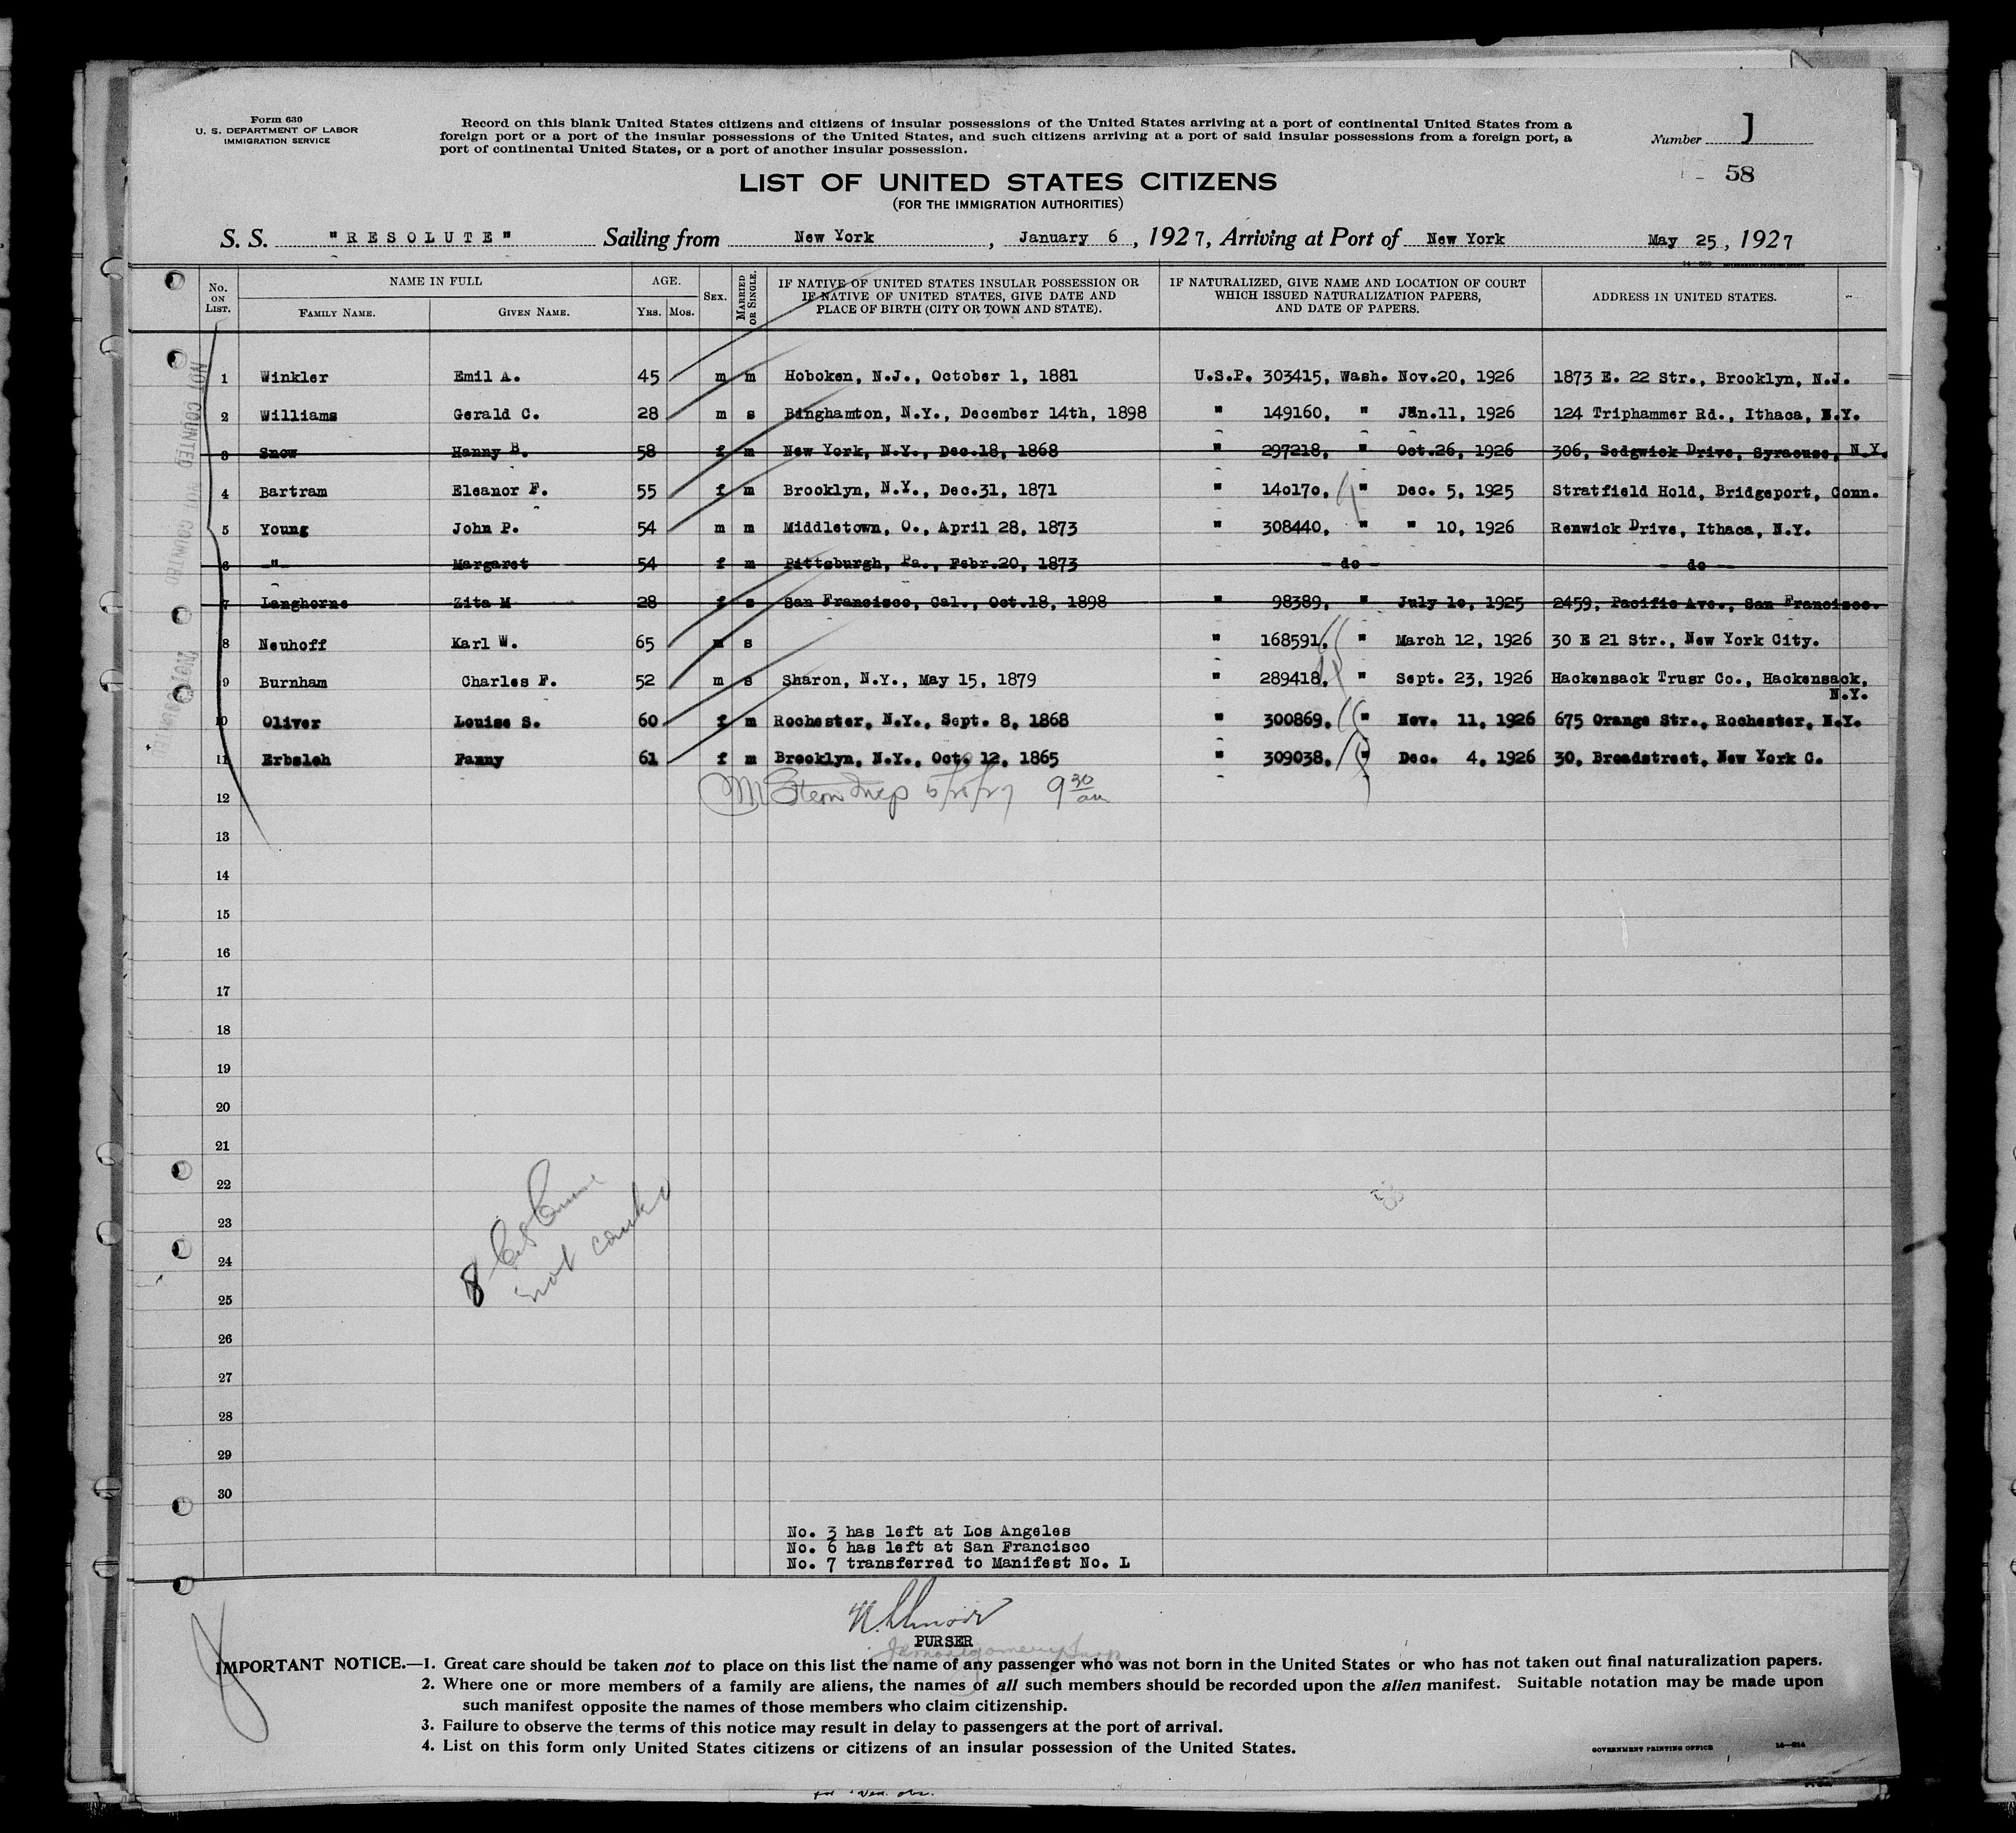 Form 630
U. S. DEPARTMENT OF LABOR
IMMIGRATION SERVICE
Record on this blank United States citizens and citizens of insular possessions of the United States arriving at a port of continental United States from a
foreign port or a port of the insular possessions of the United States, and such citizens arriving at a port of said insular possessions from a foreign port, a
port of continental United States, or a port of another insular possession.
Number J
58
LIST OF UNITED STATES CITIZENS
(FOR THE IMMIGRATION AUTHORITIES)
S. S. "RESOLUTE" Sailing from New York, January 6, 1927, Arriving at Port of New York May 25, 1927
No. ON LIST. NAME IN FULL FAMILY NAME. GIVEN NAME. AGE. YRS. MOS. SEX. MARRIED OR SINGLE. IF NATIVE OF UNITED STATES INSULAR POSSESSION OR IF NATIVE OF UNITED STATES, GIVE DATE AND PLACE OF BIRTH (CITY OR TOWN AND STATE). IF NATURALIZED, GIVE NAME AND LOCATION OF COURT WHICH ISSUED NATURALIZATION PAPERS, AND DATE OF PAPERS. ADDRESS IN UNITED STATES.
1 Winkler Emil A. 45 m m Hoboken, N.J., October 1, 1881 U.S.P. 303415, Wash. Nov.20, 1926 1873 E. 22 Str., Brooklyn, N.J.
2 Williams Gerald C. 28 m s Binghamton, N.Y., December 14th, 1898 " 149160, " Jan.11, 1926 124 Triphammer Rd., Ithaca, N.Y.
3 Snow Hanny B. 58 f m New York, N.Y., Dec.18, 1868 " 297218, " Oct.26, 1926 306, Sedgwick Drive, Syracuse, N.Y.
4 Bartram Eleanor F. 55 f m Brooklyn, N.Y., Dec.31, 1871 " 140170, " Dec. 5, 1925 Stratfield Hold, Bridgeport, Conn.
5 Young John P. 54 m m Middletown, O., April 28, 1873 " 308440, " " 10, 1926 Renwick Drive, Ithaca, N.Y.
6 -"- Margaret 54 f m Pittsburgh, Pa., Febr.20, 1873 - do - - do -
7 Langhorne Zita M 28 f s San Francisco, Cal., Oct.18, 1898 " 98389, " July 10, 1925 2459, Pacific Ave., San Francisco.
8 Neuhoff Karl W. 65 m s " 168591, " March 12, 1926 30 E 21 Str., New York City.
9 Burnham Charles F. 52 m s Sharon, N.Y., May 15, 1879 " 289418, " Sept. 23, 1926 Hackensack Trusr Co., Hackensack, N.Y.
10 Oliver Louise S. 60 f m Rochester, N.Y., Sept. 8, 1868 " 300869, " Nov. 11, 1926 675 Orange Str., Rochester, N.Y.
11 Erbsloh Fanny 61 f m Brooklyn, N.Y., Oct. 12, 1865 " 309038, " Dec. 4, 1926 30, Broadstreet, New York C.
12 9 30 am
13
14
15
16
17
18
19
20
21
22
23
24
25
26
27
28
29
30
NOT COUNTED
8
not
No. 3 has left at Los Angeles
No. 6 has left at San Francisco
No. 7 transferred to Manifest No. L
PURSER
IMPORTANT NOTICE.—1. Great care should be taken not to place on this list the name of any passenger who was not born in the United States or who has not taken out final naturalization papers.
2. Where one or more members of a family are aliens, the names of all such members should be recorded upon the alien manifest. Suitable notation may be made upon
such manifest opposite the names of those members who claim citizenship.
3. Failure to observe the terms of this notice may result in delay to passengers at the port of arrival.
4. List on this form only United States citizens or citizens of an insular possession of the United States.
GOVERNMENT PRINTING OFFICE